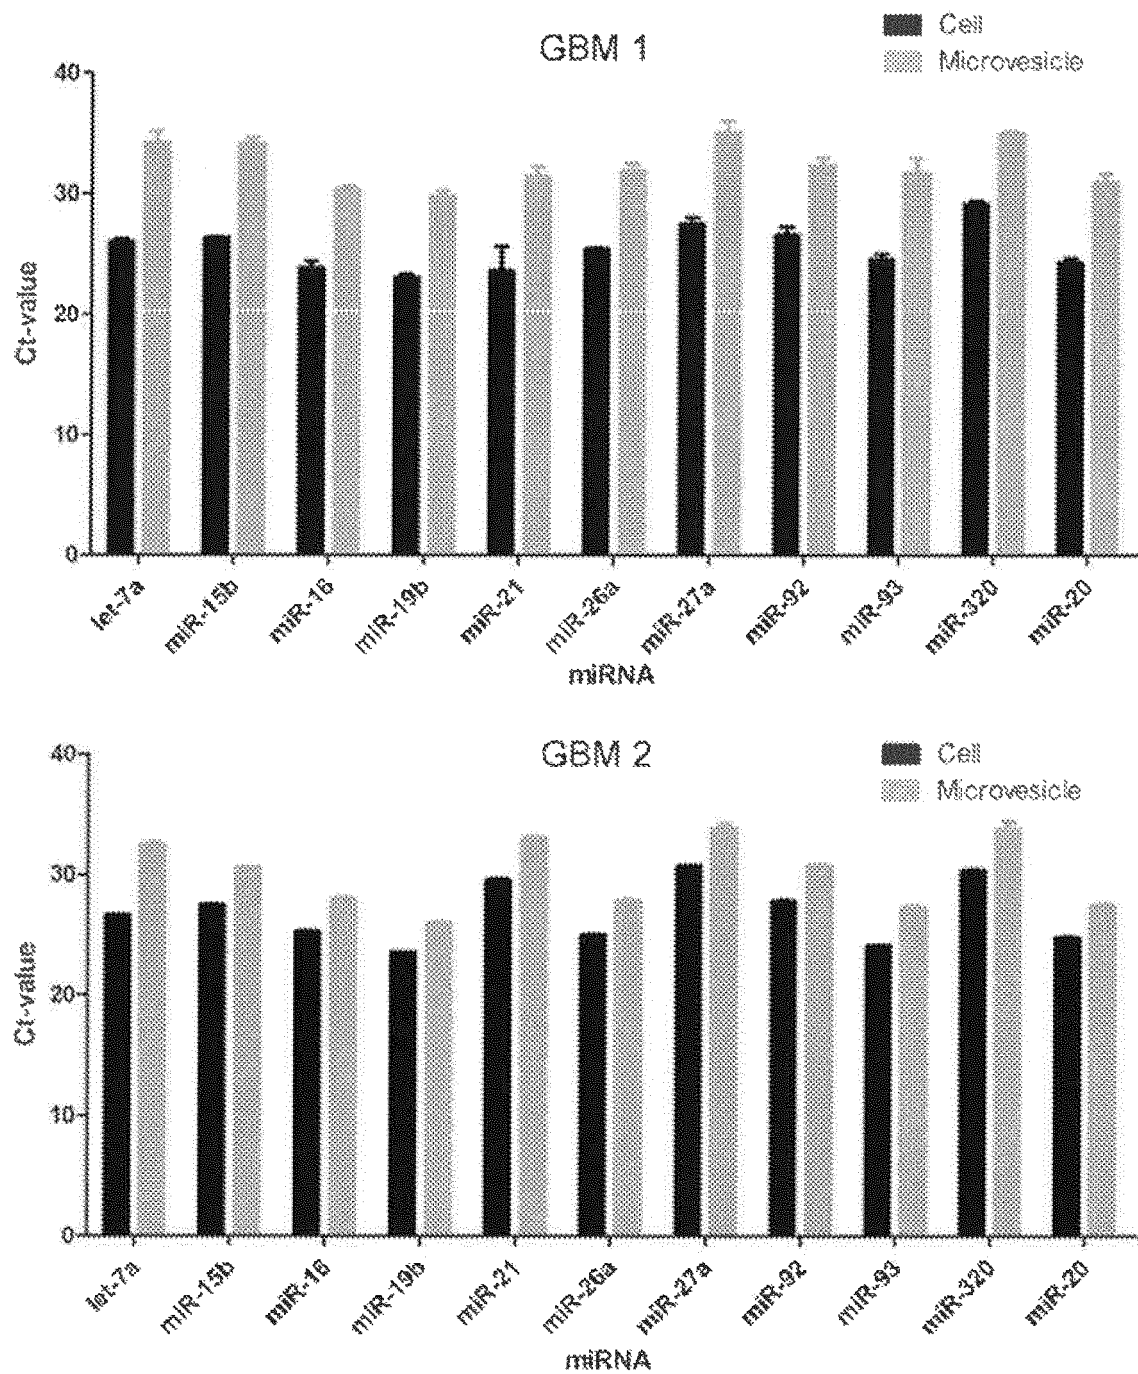 GBM 1
Cell
Microvesicle
40
30
20
10
0
Ct-value
let-7a
miR-15b
miR-16
miR-19b
miR-21
miR-26a
miR-27a
miR-92
miR-93
miR-320
miR-20
miRNA
GBM 2
Cell
Microvesicle
40
30
20
10
0
Ct-value
let-7a
miR-15b
miR-16
miR-19b
miR-21
miR-26a
miR-27a
miR-92
miR-93
miR-320
miR-20
miRNA